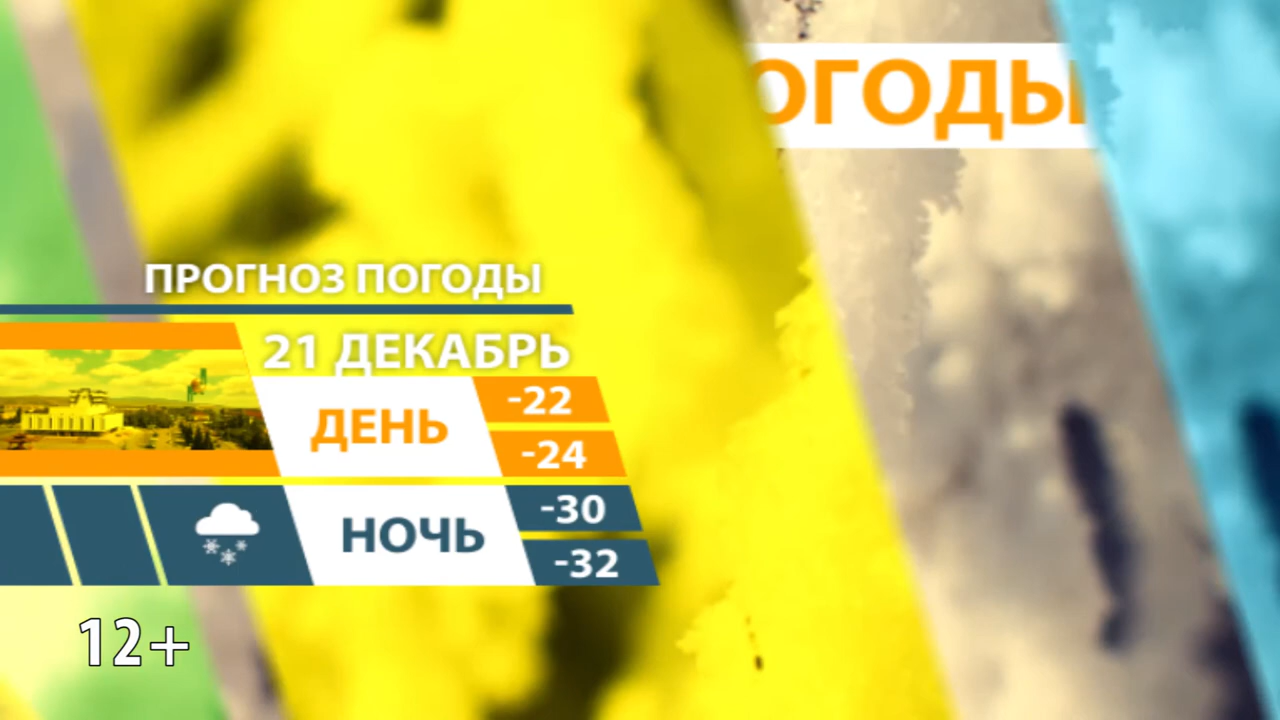 ОГОДЫ
ПРОГНОЗ ПОГОДЫ
21 ДЕКАБРЬ
ДЕНЬ
-22
-24
НОЧЬ
-30
-32
12+